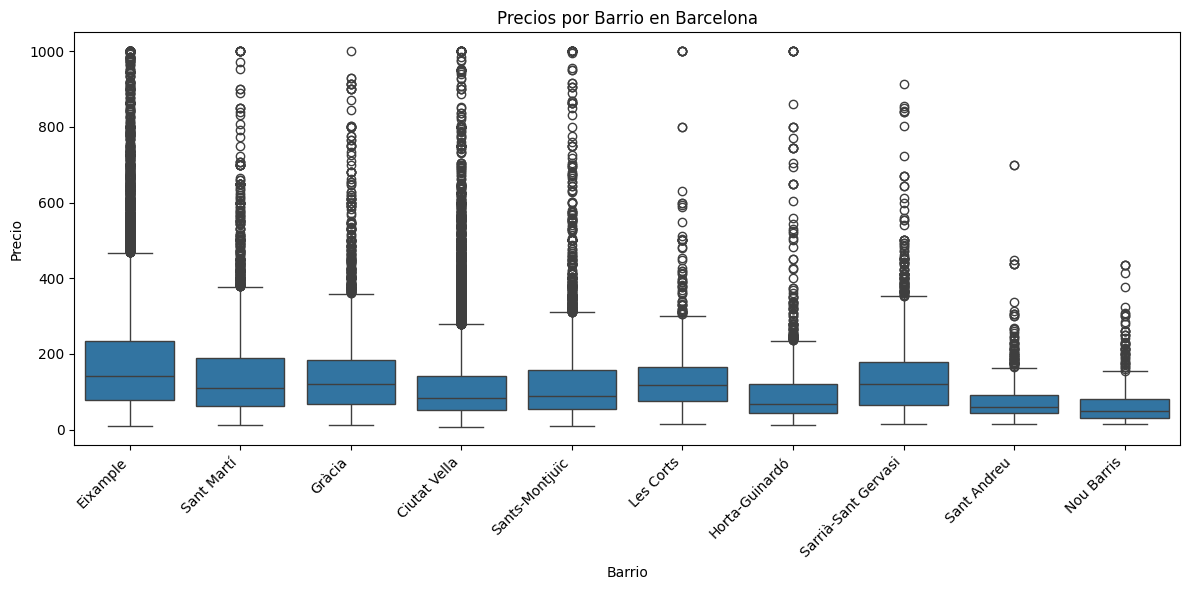 Precios por Barrio en Barcelona
Precio
1000
800
600
400
200
0
Eixample
Sant Martí
Gràcia
Ciutat Vella
Sants-Montjuïc
Les Corts
Horta-Guinardó
Sarrià-Sant Gervasi
Sant Andreu
Nou Barris
Barrio